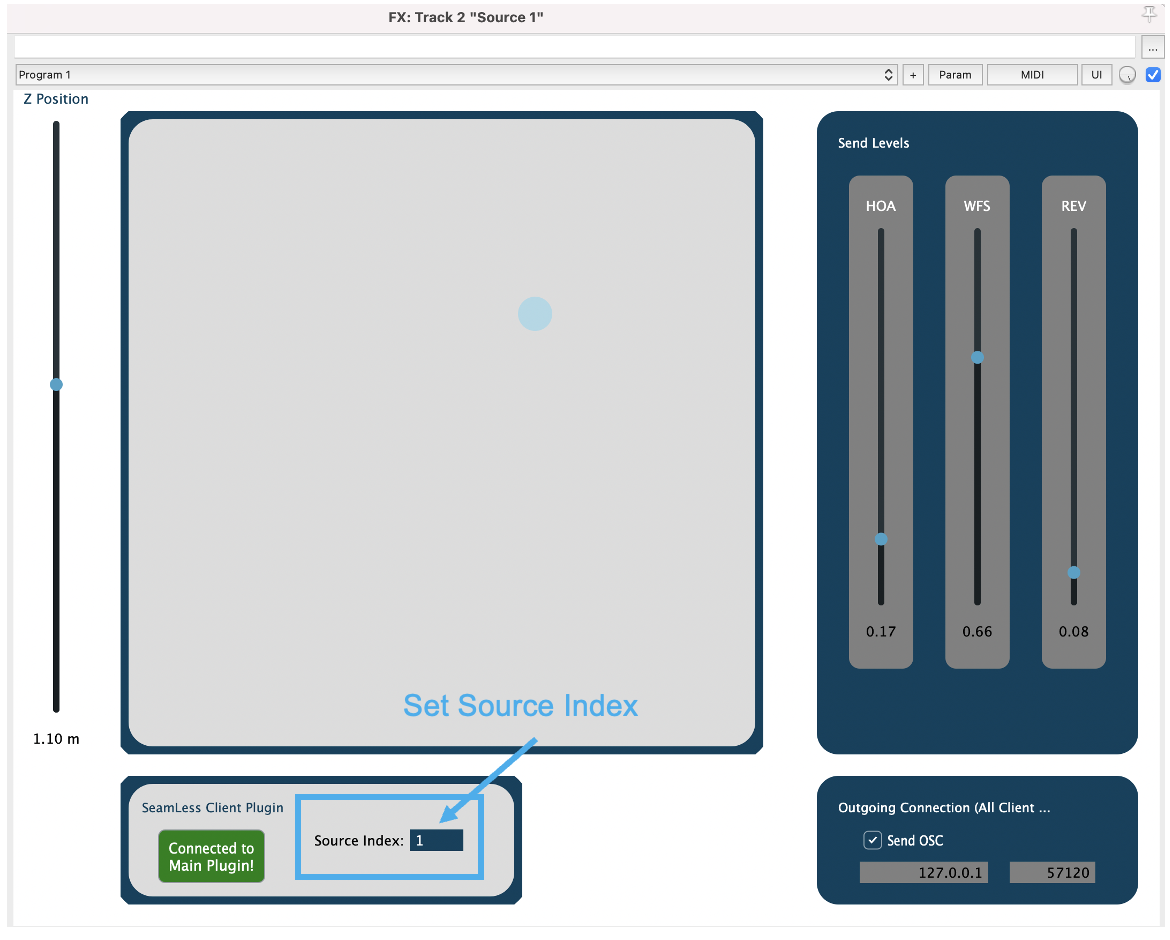 FX: Track 2 "Source 1"
...
Program 1
+
Param
MIDI
UI
Z Position
1.10 m
Set Source Index
SeamLess Client Plugin
Connected to
Main Plugin!
Source Index: 1
Send Levels
HOA WFS REV
0.17 0.66 0.08
Outgoing Connection (All Client ...
Send OSC
127.0.0.1 57120